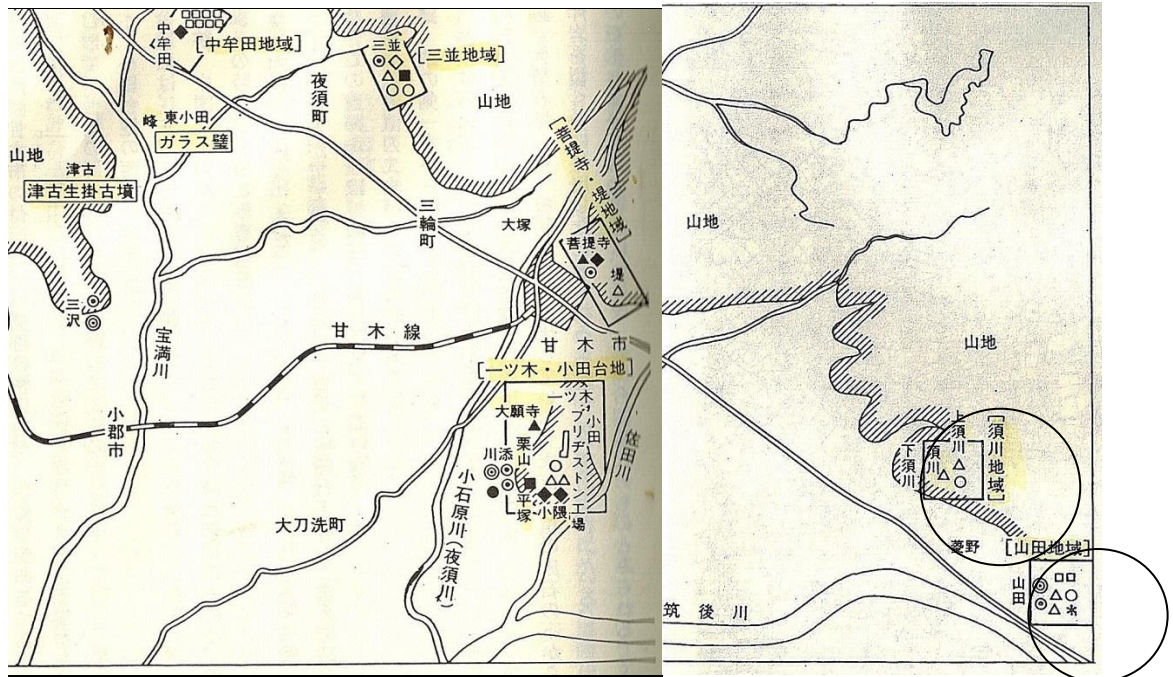 中牟田
[中牟田地域]
三並
[三並地域]
夜須町
山地
峰
東小田
ガラス璧
山地
津古
津古生掛古墳
[菩提寺・堤地域]
三輪町
大塚
菩提寺
堤
三沢
宝満川
甘木線
甘木市
[一ツ木・小田台地]
小郡市
大願寺
一ツ木
小田
ブリヂストン工場
栗山
川添
平塚
小隈
佐田川
小石原川(夜須川)
大刀洗町
山地
山地
上須川
[須川地域]
下須川
須川
菱野
[山田地域]
山田
筑後川